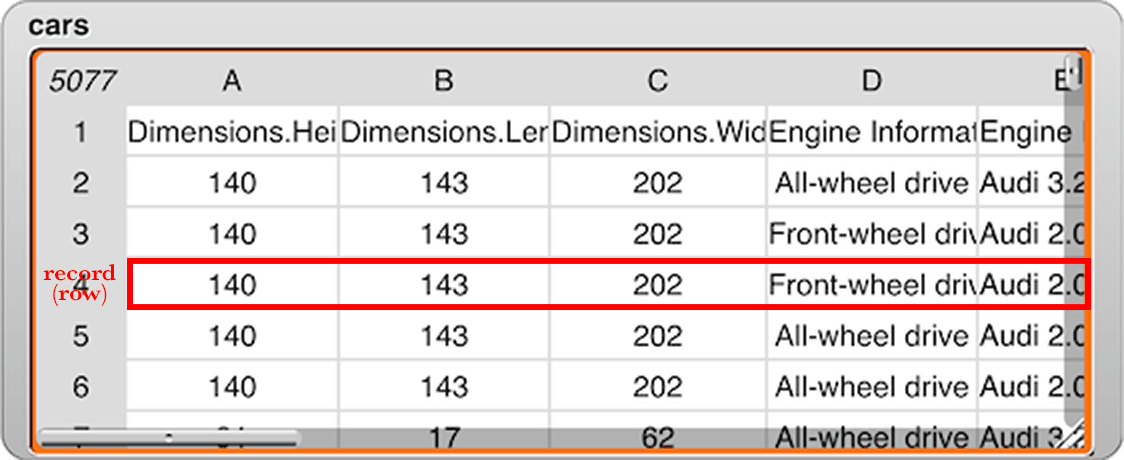 cars
5077 A B C D E
1 Dimensions.Hei Dimensions.Len Dimensions.Wid Engine Informat Engine
2 140 143 202 All-wheel drive Audi 3.2
3 140 143 202 Front-wheel driv Audi 2.0
record
4 140 143 202 Front-wheel driv Audi 2.0
(row)
5 140 143 202 All-wheel drive Audi 2.0
6 140 143 202 All-wheel drive Audi 2.0
17 62 All-wheel drive Audi 3.2